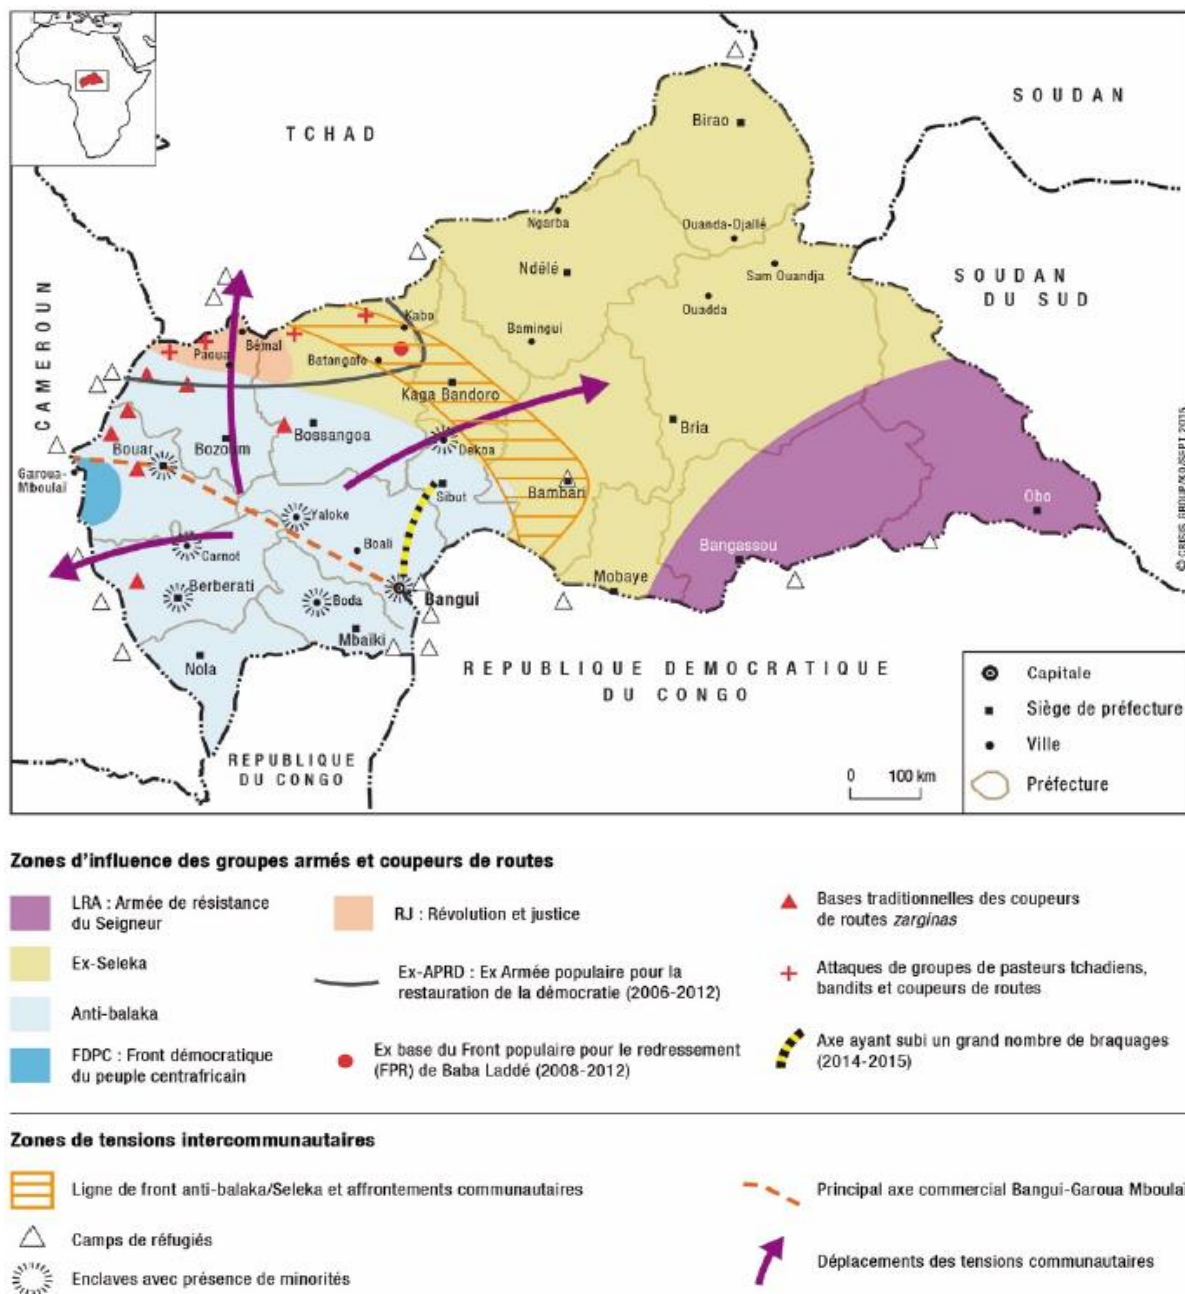 SOUDAN
TCHAD
Birao
Ngarba
Ouanda-Djallé
Ndélé
Sam Ouandja
SOUDAN
DU SUD
CAMEROUN
Ouadda
Kabo
Bémal
Paoua
Batangafo
Bamingui
Kaga Bandoro
Bossangoa
Bria
Bozoum
Bouar
Dekoa
Garoua-
Mboulaï
Sibut
Bambari
Obo
Yaloke
Carnot
Boali
Bangassou
Berberati
Boda
Bangui
Mobaye
Mbaïki
Nola
REPUBLIQUE DEMOCRATIQUE
DU CONGO
REPUBLIQUE
DU CONGO
0 100 km
Capitale
Siège de préfecture
Ville
Préfecture
© CRISIS GROUP/KO/SEPT 2015
Zones d'influence des groupes armés et coupeurs de routes
LRA : Armée de résistance
du Seigneur
Ex-Seleka
Anti-balaka
FDPC : Front démocratique
du peuple centrafricain
RJ : Révolution et justice
Ex-APRD : Ex Armée populaire pour la
restauration de la démocratie (2006-2012)
Ex base du Front populaire pour le redressement
(FPR) de Baba Laddé (2008-2012)
Bases traditionnelles des coupeurs
de routes zarginas
Attaques de groupes de pasteurs tchadiens,
bandits et coupeurs de routes
Axe ayant subi un grand nombre de braquages
(2014-2015)
Zones de tensions intercommunautaires
Ligne de front anti-balaka/Seleka et affrontements communautaires
Camps de réfugiés
Enclaves avec présence de minorités
Principal axe commercial Bangui-Garoua Mboulaï
Déplacements des tensions communautaires